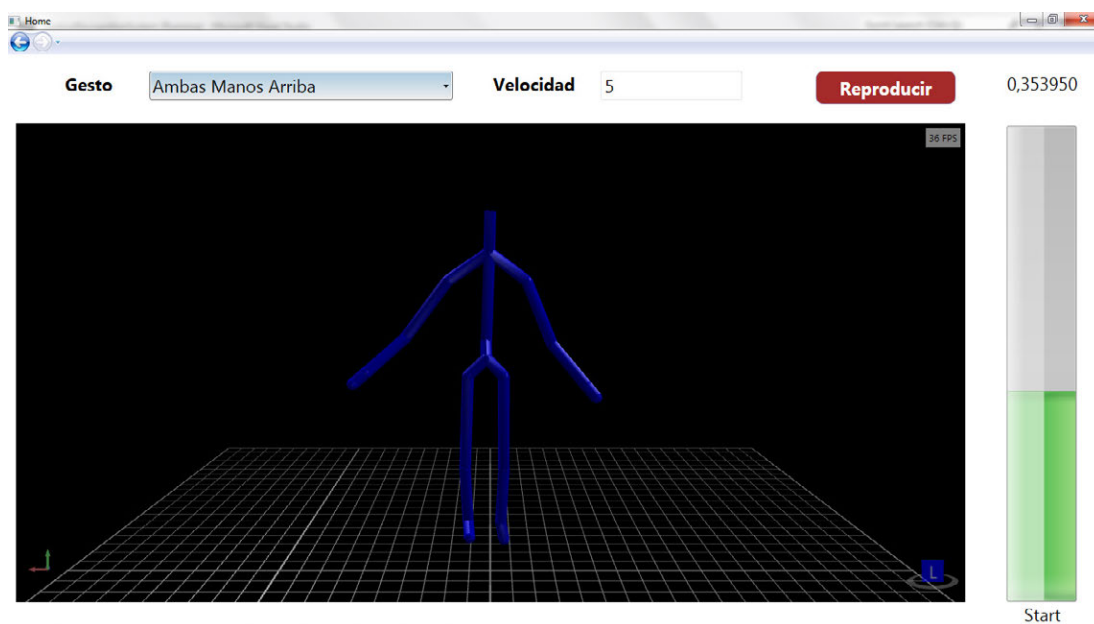 Home
Gesto Ambas Manos Arriba Velocidad 5 Reproducir 0,353950
36 FPS
L
Start